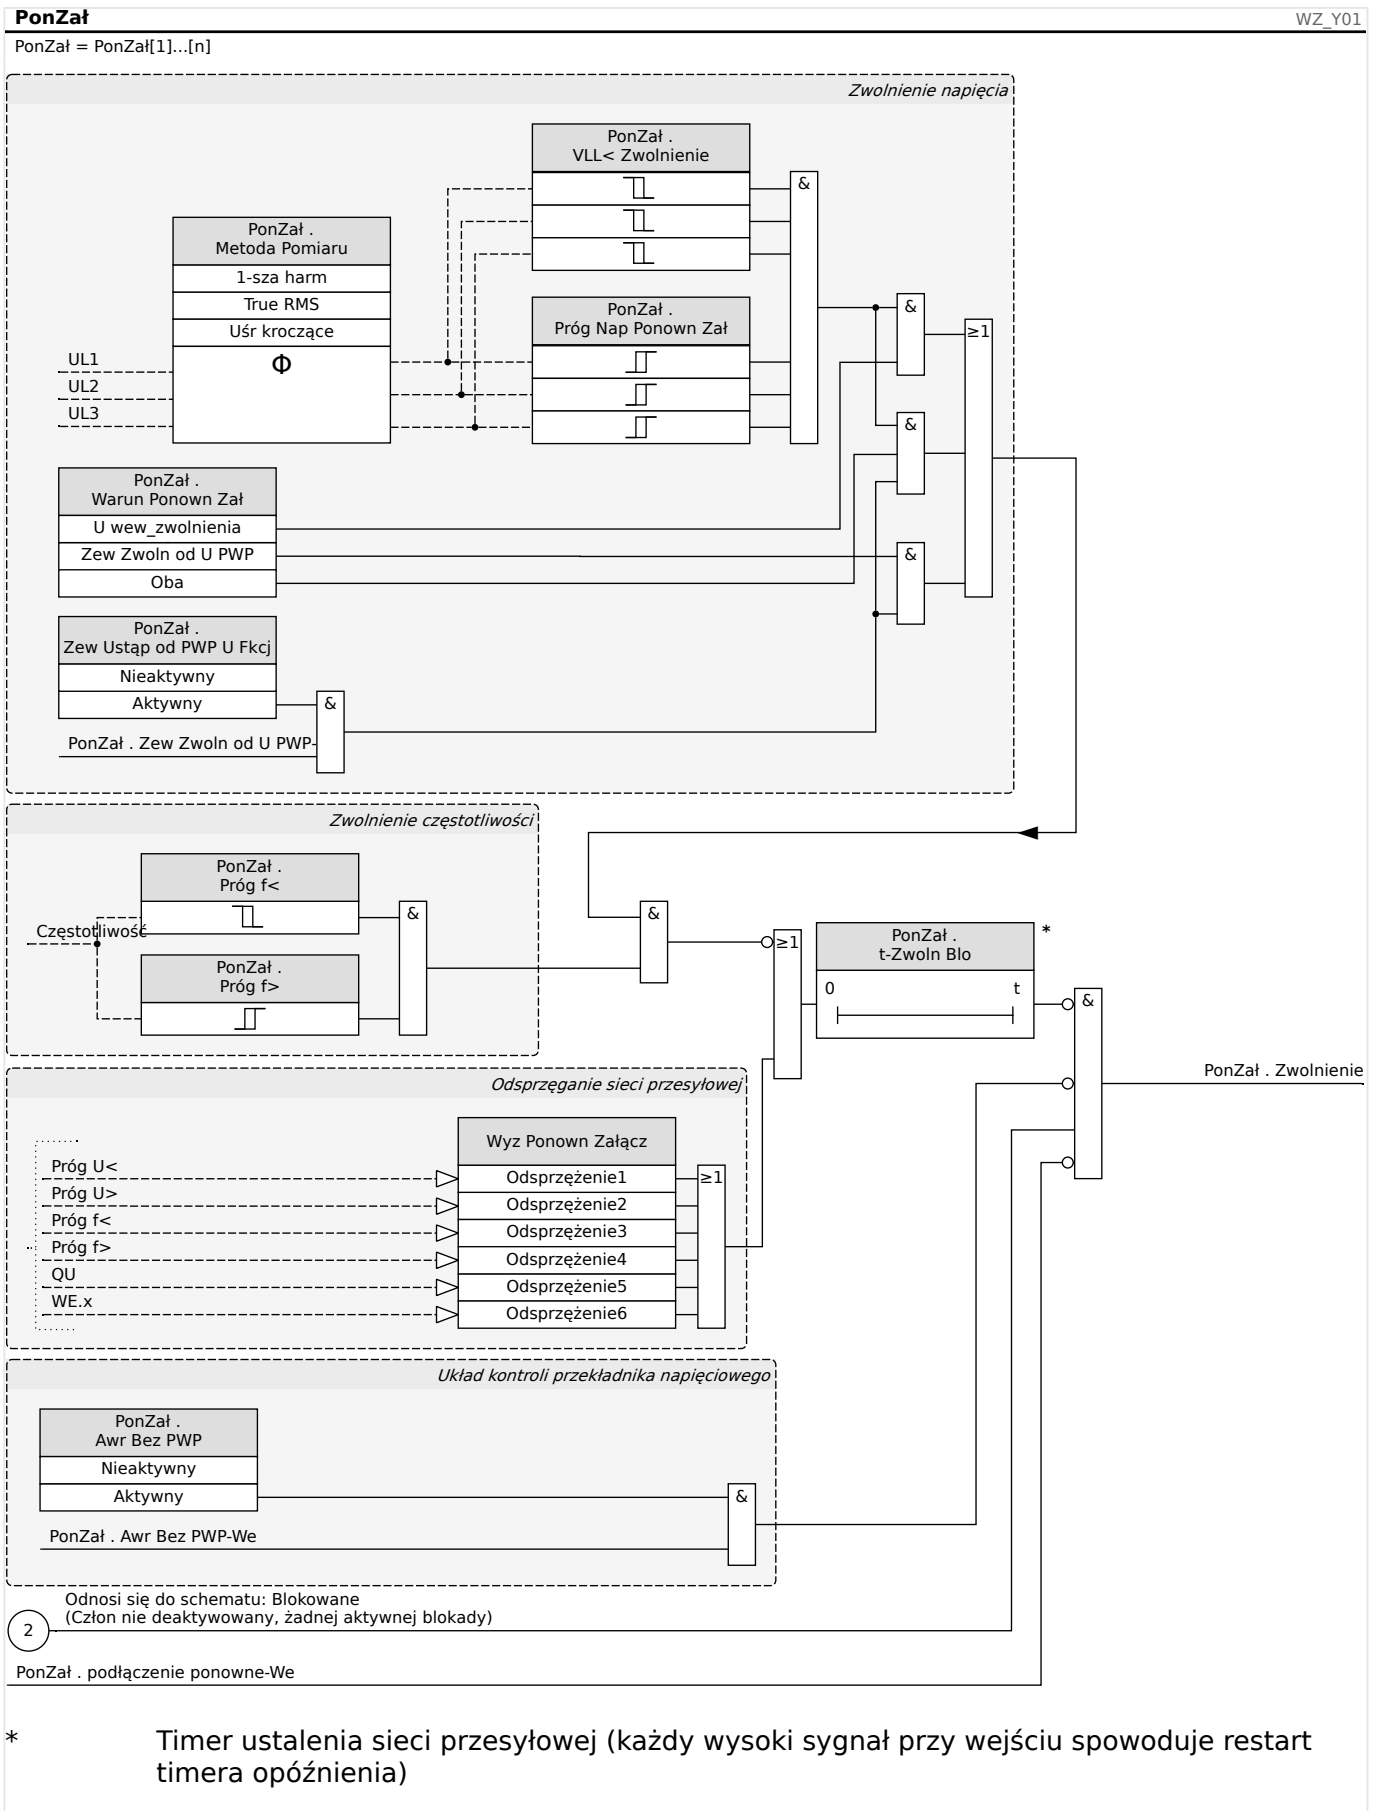 PonZał
WZ_Y01
PonZał = PonZał[1]...[n]
Zwolnienie napięcia
PonZał .
VLL< Zwolnienie
&
PonZał .
Metoda Pomiaru
1-sza harm
True RMS
Uśr kroczące
Φ
UL1
UL2
UL3
PonZał .
Próg Nap Ponown Zał
&
≥1
&
PonZał .
Warun Ponown Zał
U wew_zwolnienia
Zew Zwoln od U PWP
Oba
&
PonZał .
Zew Ustąp od PWP U Fkcj
Nieaktywny
Aktywny
&
PonZał . Zew Zwoln od U PWP-
Zwolnienie częstotliwości
PonZał .
Próg f<
Częstotliwość
&
PonZał .
Próg f>
&
≥1
PonZał .
t-Zwoln Blo
*
0
t
&
PonZał . Zwolnienie
Odsprzęganie sieci przesyłowej
Wyz Ponown Załącz
Próg U<
Odsprzężenie1
≥1
Próg U>
Odsprzężenie2
Próg f<
Odsprzężenie3
Próg f>
Odsprzężenie4
QU
Odsprzężenie5
WE.x
Odsprzężenie6
Układ kontroli przekładnika napięciowego
PonZał .
Awr Bez PWP
Nieaktywny
Aktywny
&
PonZał . Awr Bez PWP-We
Odnosi się do schematu: Blokowane
(Człon nie deaktywowany, żadnej aktywnej blokady)
2
PonZał . podłączenie ponowne-We
* Timer ustalenia sieci przesyłowej (każdy wysoki sygnał przy wejściu spowoduje restart
timera opóźnienia)